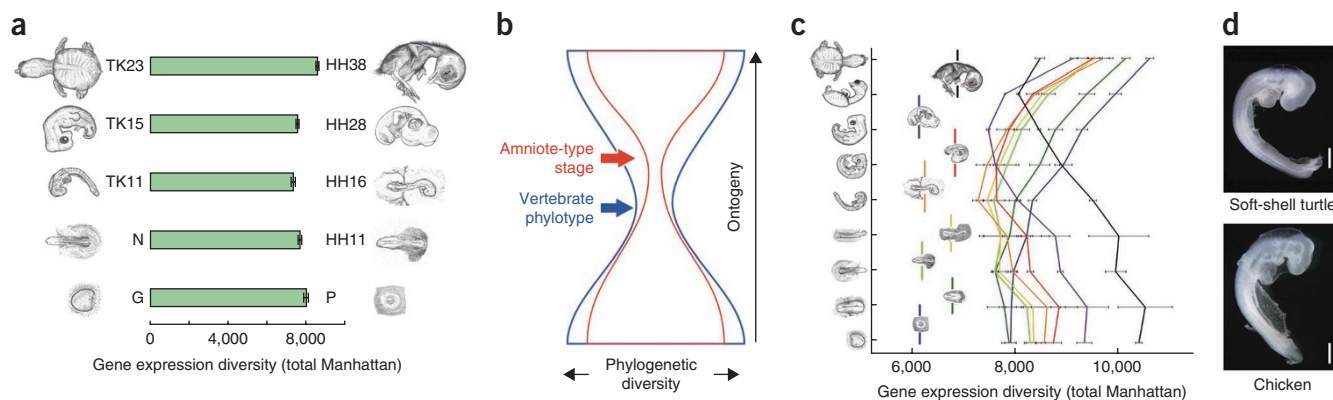 a
TK23
HH38
TK15
HH28
TK11
HH16
N
HH11
G
P
0
4,000
8,000
Gene expression diversity (total Manhattan)
b
Amniote-type
stage
Vertebrate
phylotype
Ontogeny
Phylogenetic
diversity
c
6,000
8,000
10,000
Gene expression diversity (total Manhattan)
d
Soft-shell turtle
Chicken